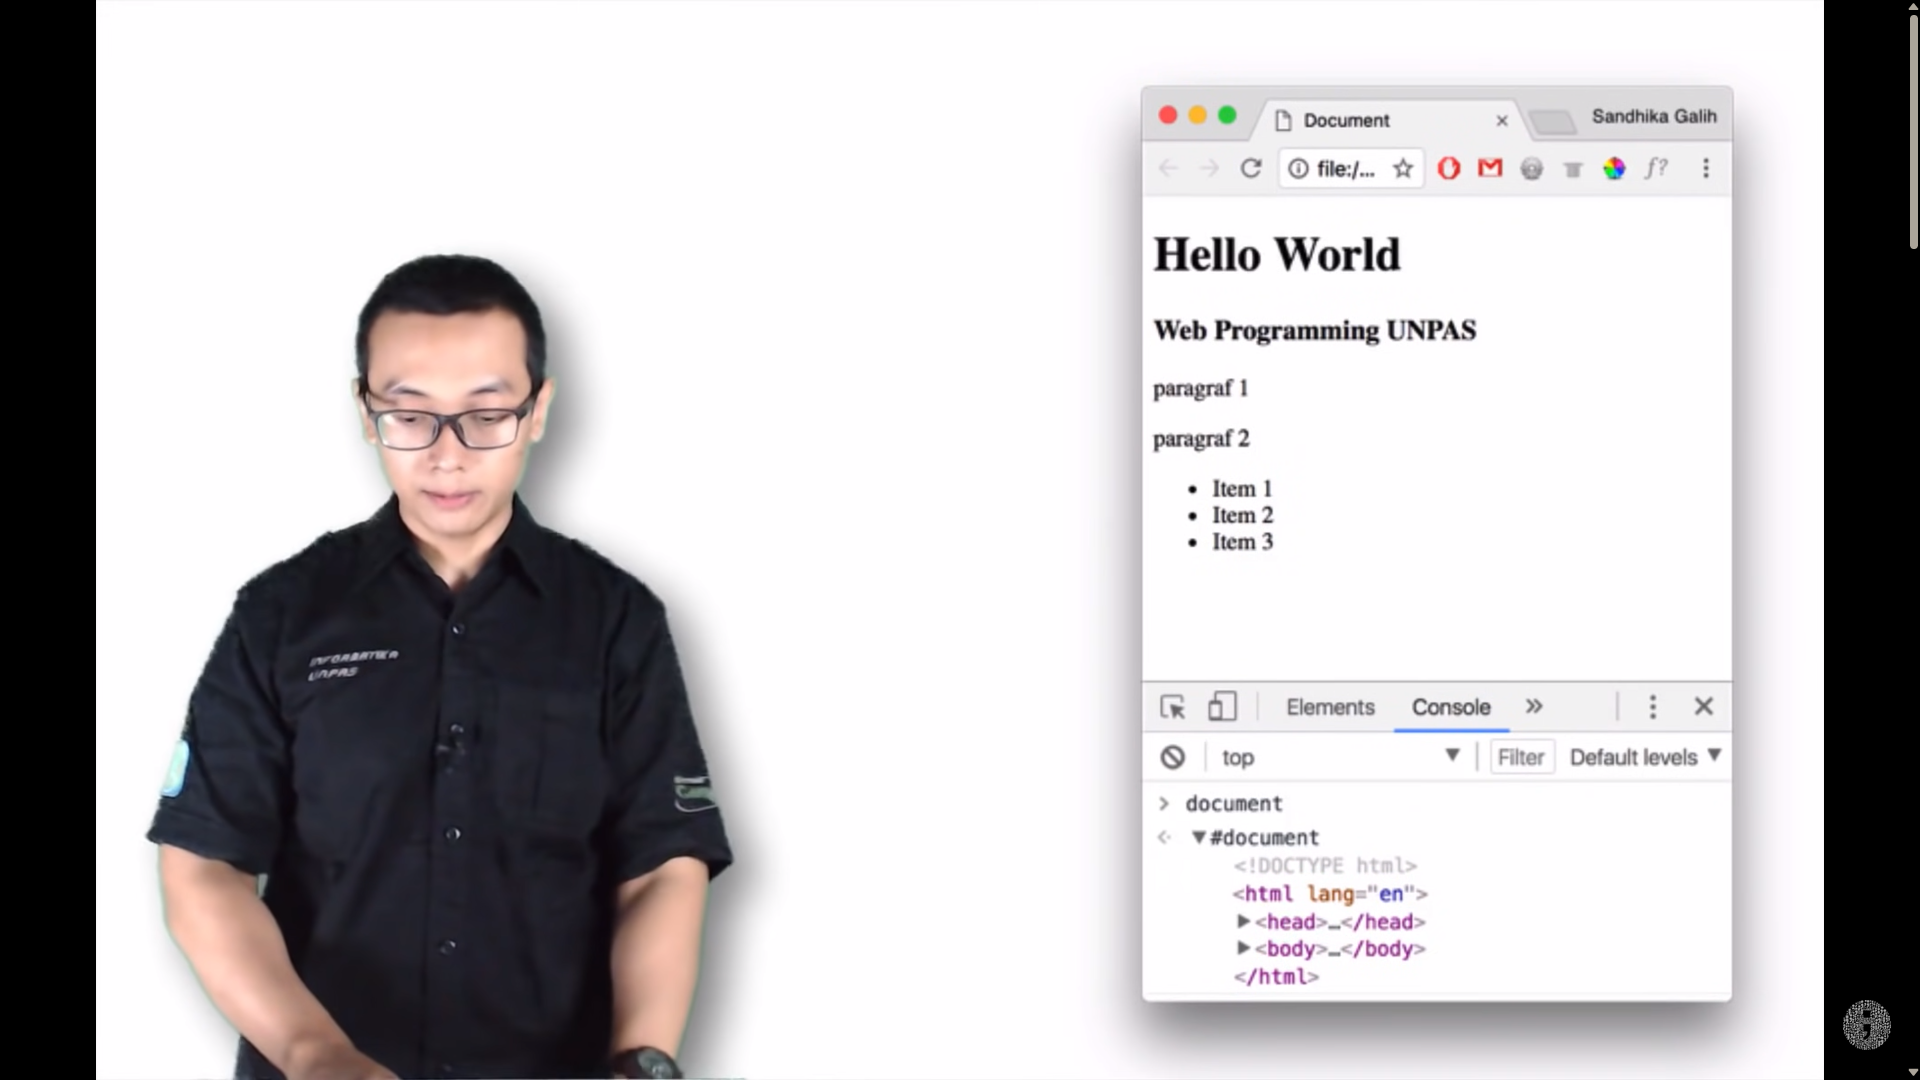 INFORMATIKA
UNPAS
Document
Sandhika Galih
file:/...
f?
Hello World
Web Programming UNPAS
paragraf 1
paragraf 2
• Item 1
• Item 2
• Item 3
Elements Console »
top Filter Default levels
> document
#document
<!DOCTYPE html>
<html lang="en">
<head>…</head>
<body>…</body>
</html>